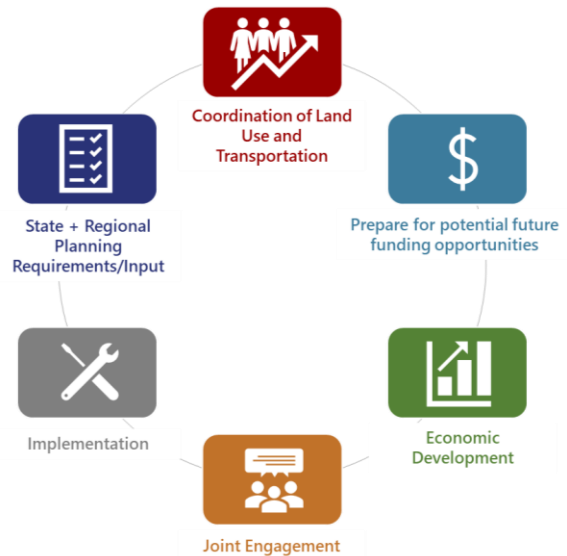 Coordination of Land
Use and
Transportation
State + Regional
Planning
Requirements/Input
Prepare for potential future
funding opportunities
Implementation
Economic
Development
Joint Engagement